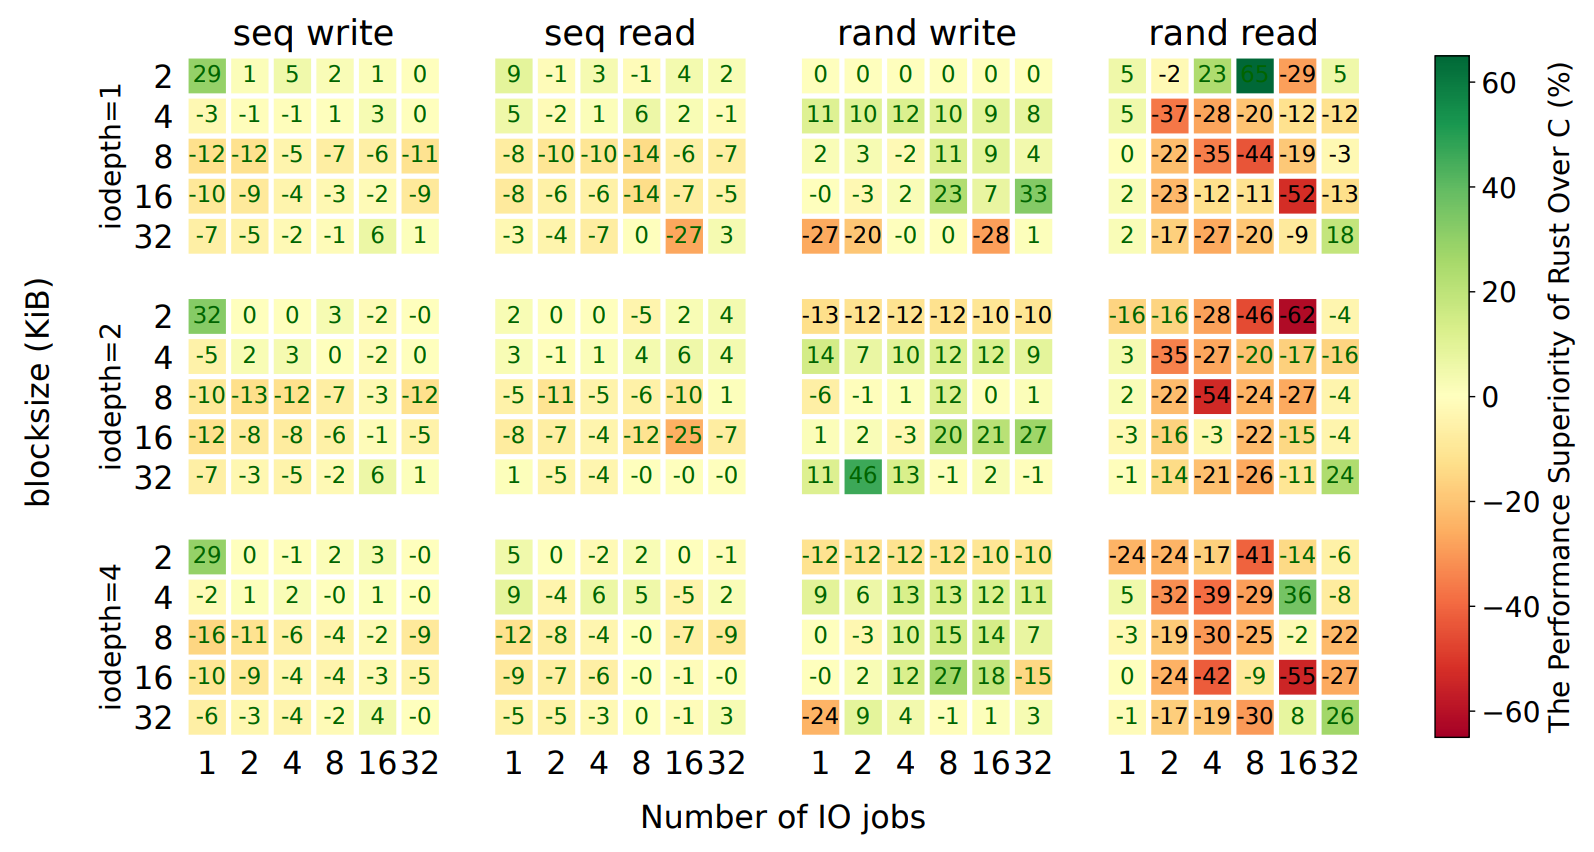 seq write seq read rand write rand read
iodepth=1
2 29 1 5 2 1 0 9 -1 3 -1 4 2 0 0 0 0 0 0 5 -2 23 65 -29 5
4 -3 -1 -1 1 3 0 5 -2 1 6 2 -1 11 10 12 10 9 8 5 -37 -28 -20 -12 -12
8 -12 -12 -5 -7 -6 -11 -8 -10 -10 -14 -6 -7 2 3 -2 11 9 4 0 -22 -35 -44 -19 -3
16 -10 -9 -4 -3 -2 -9 -8 -6 -6 -14 -7 -5 -0 -3 2 23 7 33 2 -23 -12 -11 -52 -13
32 -7 -5 -2 -1 6 1 -3 -4 -7 0 -27 3 -27 -20 -0 0 -28 1 2 -17 -27 -20 -9 18
blocksize (KiB)
iodepth=2
2 32 0 0 3 -2 -0 2 0 0 -5 2 4 -13 -12 -12 -12 -10 -10 -16 -16 -28 -46 -62 -4
4 -5 2 3 0 -2 0 3 -1 1 4 6 4 14 7 10 12 12 9 3 -35 -27 -20 -17 -16
8 -10 -13 -12 -7 -3 -12 -5 -11 -5 -6 -10 1 -6 -1 1 12 0 1 2 -22 -54 -24 -27 -4
16 -12 -8 -8 -6 -1 -5 -8 -7 -4 -12 -25 -7 1 2 -3 20 21 27 -3 -16 -3 -22 -15 -4
32 -7 -3 -5 -2 6 1 1 -5 -4 -0 -0 -0 11 46 13 -1 2 -1 -1 -14 -21 -26 -11 24
iodepth=4
2 29 0 -1 2 3 -0 5 0 -2 2 0 -1 -12 -12 -12 -12 -10 -10 -24 -24 -17 -41 -14 -6
4 -2 1 2 -0 1 -0 9 -4 6 5 -5 2 9 6 13 13 12 11 5 -32 -39 -29 36 -8
8 -16 -11 -6 -4 -2 -9 -12 -8 -4 -0 -7 -9 0 -3 10 15 14 7 -3 -19 -30 -25 -2 -22
16 -10 -9 -4 -4 -3 -5 -9 -7 -6 -0 -1 -0 -0 2 12 27 18 -15 0 -24 -42 -9 -55 -27
32 -6 -3 -4 -2 4 -0 -5 -5 -3 0 -1 3 -24 9 4 -1 1 3 -1 -17 -19 -30 8 26
1 2 4 8 16 32 1 2 4 8 16 32 1 2 4 8 16 32 1 2 4 8 16 32
Number of IO jobs
60
40
20
0
−20
−40
−60
The Performance Superiority of Rust Over C (%)